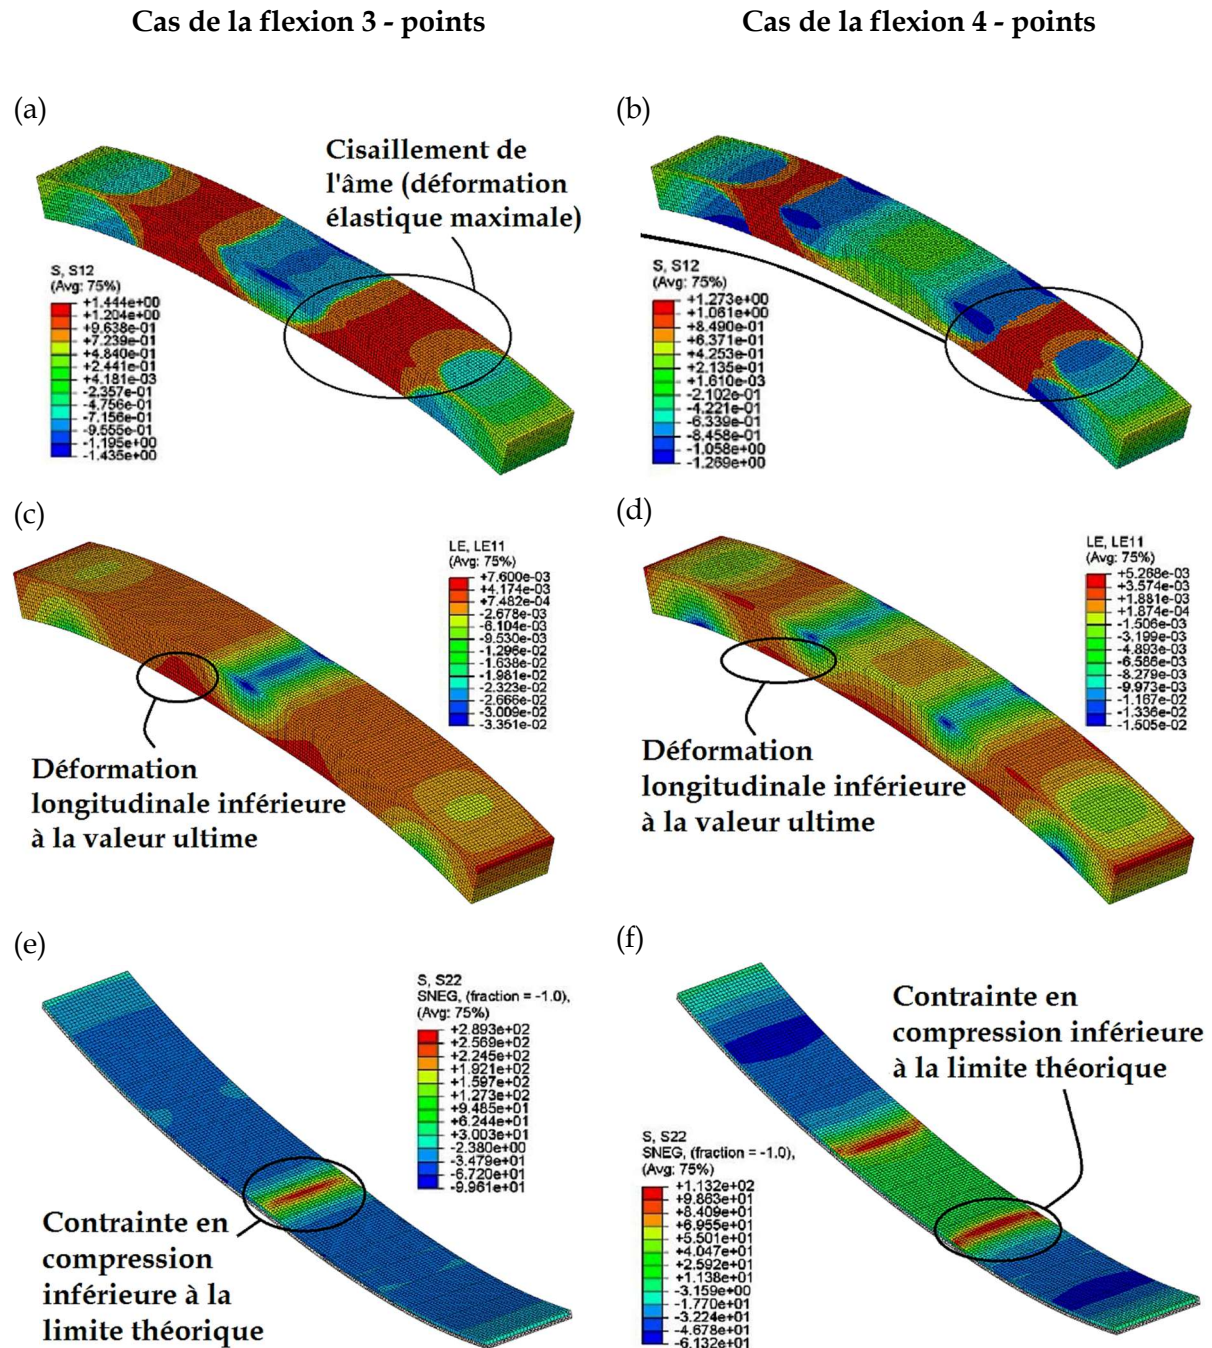 Cas de la flexion 3 - points
Cas de la flexion 4 - points
(a)
Cisaillement de
l'âme (déformation
élastique maximale)
S, S12
(Avg: 75%)
+1.444e+00
+1.204e+00
+9.638e-01
+7.239e-01
+4.840e-01
+2.441e-01
+4.181e-03
-2.357e-01
-4.756e-01
-7.156e-01
-9.555e-01
-1.195e+00
-1.435e+00
(b)
S, S12
(Avg: 75%)
+1.273e+00
+1.061e+00
+8.490e-01
+6.371e-01
+4.253e-01
+2.135e-01
+1.610e-03
-2.102e-01
-4.221e-01
-6.339e-01
-8.458e-01
-1.058e+00
-1.269e+00
(c)
LE, LE11
(Avg: 75%)
+7.600e-03
+4.174e-03
+7.482e-04
-2.678e-03
-6.104e-03
-9.530e-03
-1.296e-02
-1.638e-02
-1.981e-02
-2.323e-02
-2.666e-02
-3.009e-02
-3.351e-02
Déformation
longitudinale inférieure
à la valeur ultime
(d)
LE, LE11
(Avg: 75%)
+5.268e-03
+3.574e-03
+1.881e-03
+1.874e-04
-1.506e-03
-3.199e-03
-4.893e-03
-6.586e-03
-8.279e-03
-9.973e-03
-1.167e-02
-1.336e-02
-1.505e-02
Déformation
longitudinale inférieure
à la valeur ultime
(e)
S, S22
SNEG, (fraction = -1.0),
(Avg: 75%)
+2.893e+02
+2.569e+02
+2.245e+02
+1.921e+02
+1.597e+02
+1.273e+02
+9.485e+01
+6.244e+01
+3.003e+01
-2.380e+00
-3.479e+01
-6.720e+01
-9.961e+01
Contrainte en
compression
inférieure à la
limite théorique
(f)
Contrainte en
compression inférieure
à la limite théorique
S, S22
SNEG, (fraction = -1.0),
(Avg: 75%)
+1.132e+02
+9.863e+01
+8.409e+01
+6.955e+01
+5.501e+01
+4.047e+01
+2.592e+01
+1.138e+01
-3.159e+00
-1.770e+01
-3.224e+01
-4.678e+01
-6.132e+01